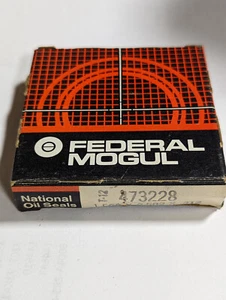 FEDERAL
MOGUL
National
Oil Seals
473228